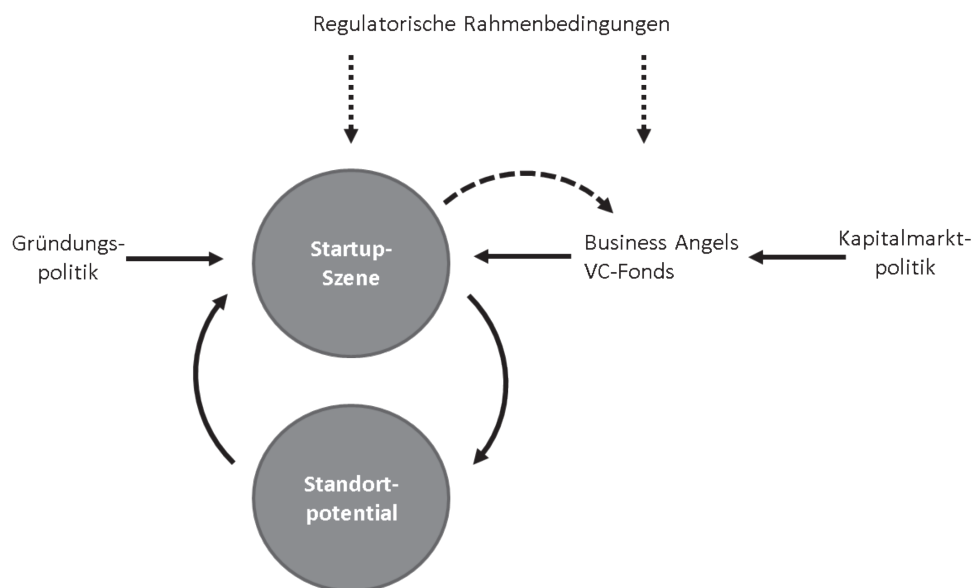 Regulatorische Rahmenbedingungen
Gründungs-
politik
Startup-
Szene
Business Angels
VC-Fonds
Kapitalmarkt-
politik
Standort-
potential